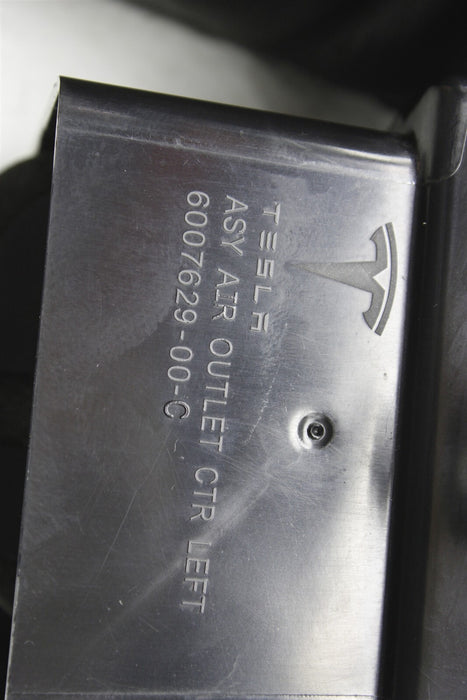 TESLA
ASY AIR OUTLET CTR LEFT
6007629-00-C